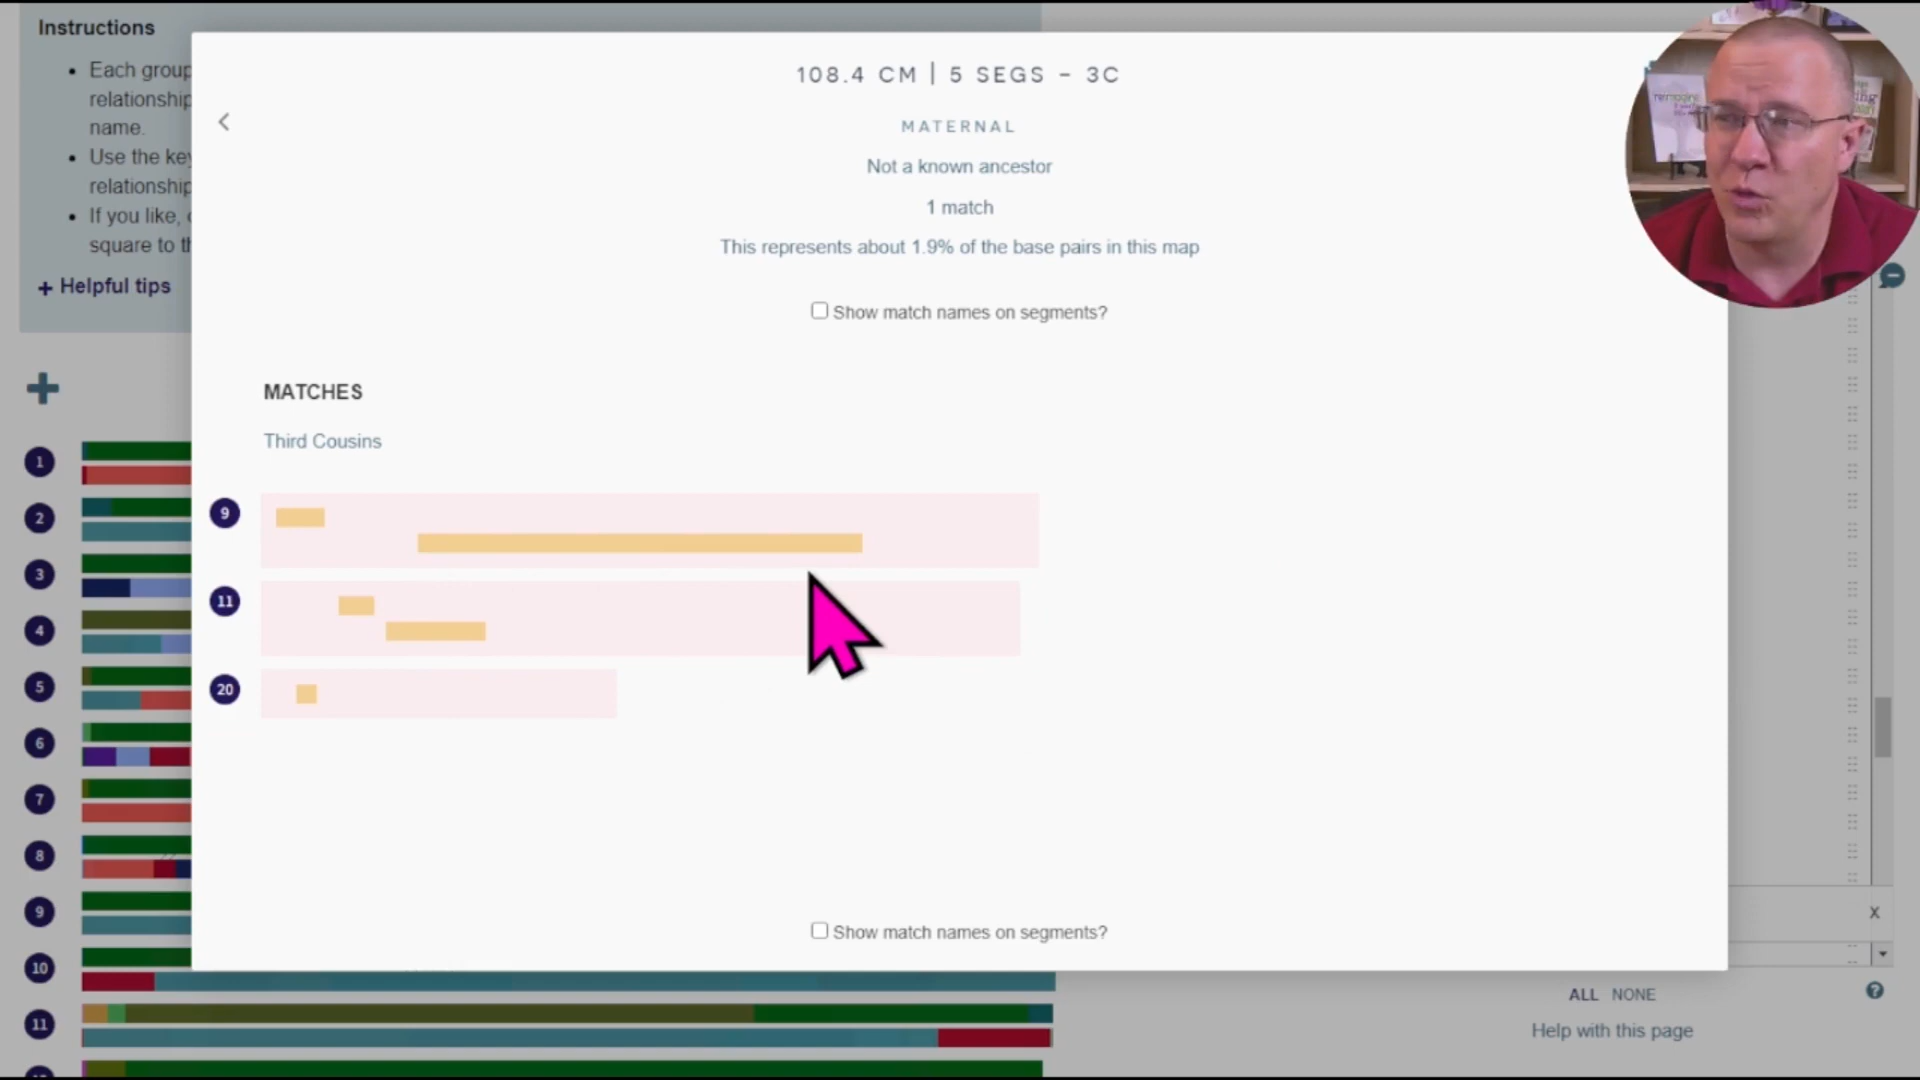 Instructions
Each group
relationship
name.
Use the key
relationship
If you like,
square to th
+ Helpful tips
108.4 CM | 5 SEGS – 3C
MATERNAL
Not a known ancestor
1 match
This represents about 1.9% of the base pairs in this map
Show match names on segments?
MATCHES
Third Cousins
9
11
20
Show match names on segments?
1
2
3
4
5
6
7
8
9
10
11
X
ALL NONE
?
Help with this page